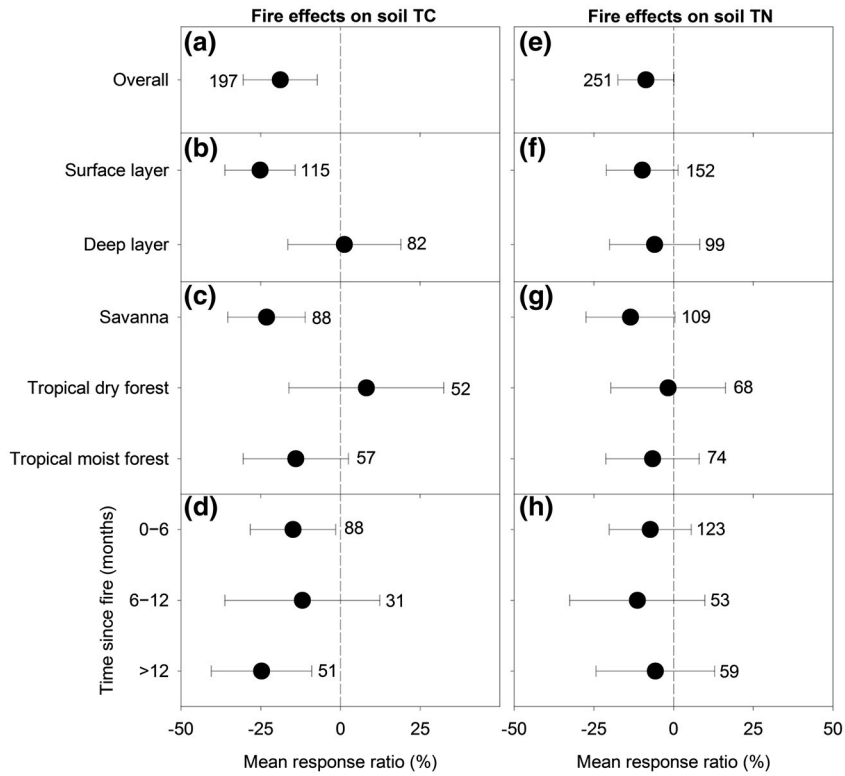 Fire effects on soil TC
Fire effects on soil TN
(a)
(e)
Overall
197
251
(b)
(f)
Surface layer
115
152
Deep layer
82
99
(c)
(g)
Savanna
88
109
Tropical dry forest
52
68
Tropical moist forest
57
74
(d)
(h)
Time since fire (months)
0−6
88
123
6−12
31
53
>12
51
59
-50 -25 0 25 -50 -25 0 25 50
Mean response ratio (%)
Mean response ratio (%)